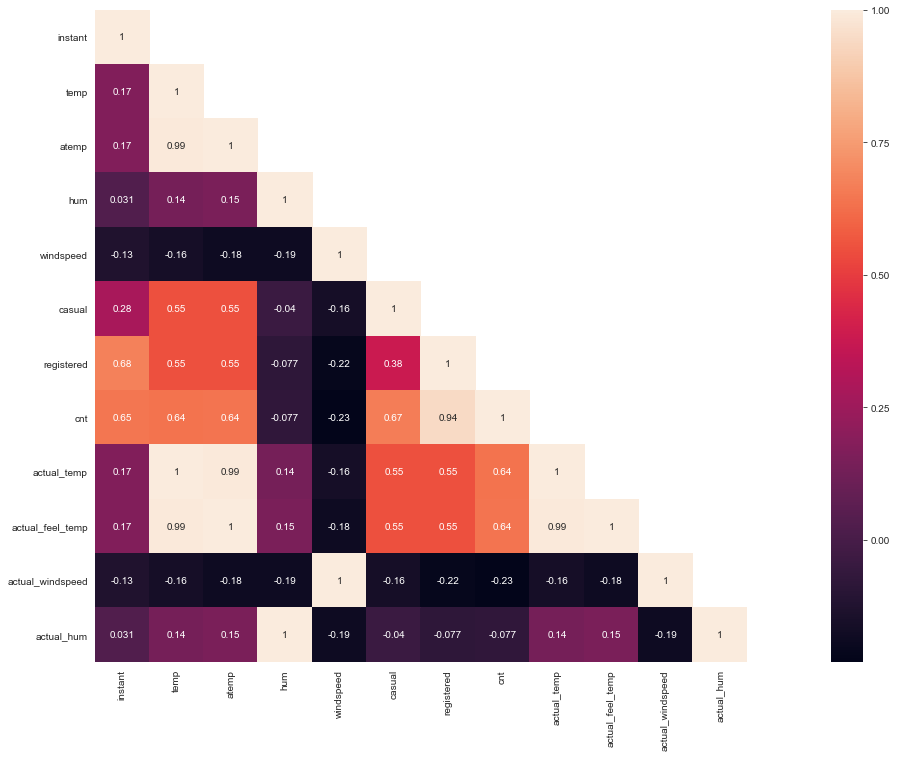 1.00
instant 1
temp 0.17 1
atemp 0.17 0.99 1
0.75
hum 0.031 0.14 0.15 1
windspeed -0.13 -0.16 -0.18 -0.19 1
0.50
casual 0.28 0.55 0.55 -0.04 -0.16 1
registered 0.68 0.55 0.55 -0.077 -0.22 0.38 1
0.25
cnt 0.65 0.64 0.64 -0.077 -0.23 0.67 0.94 1
actual_temp 0.17 1 0.99 0.14 -0.16 0.55 0.55 0.64 1
actual_feel_temp 0.17 0.99 1 0.15 -0.18 0.55 0.55 0.64 0.99 1
0.00
actual_windspeed -0.13 -0.16 -0.18 -0.19 1 -0.16 -0.22 -0.23 -0.16 -0.18 1
actual_hum 0.031 0.14 0.15 1 -0.19 -0.04 -0.077 -0.077 0.14 0.15 -0.19 1
instant temp atemp hum windspeed casual registered cnt actual_temp actual_feel_temp actual_windspeed actual_hum